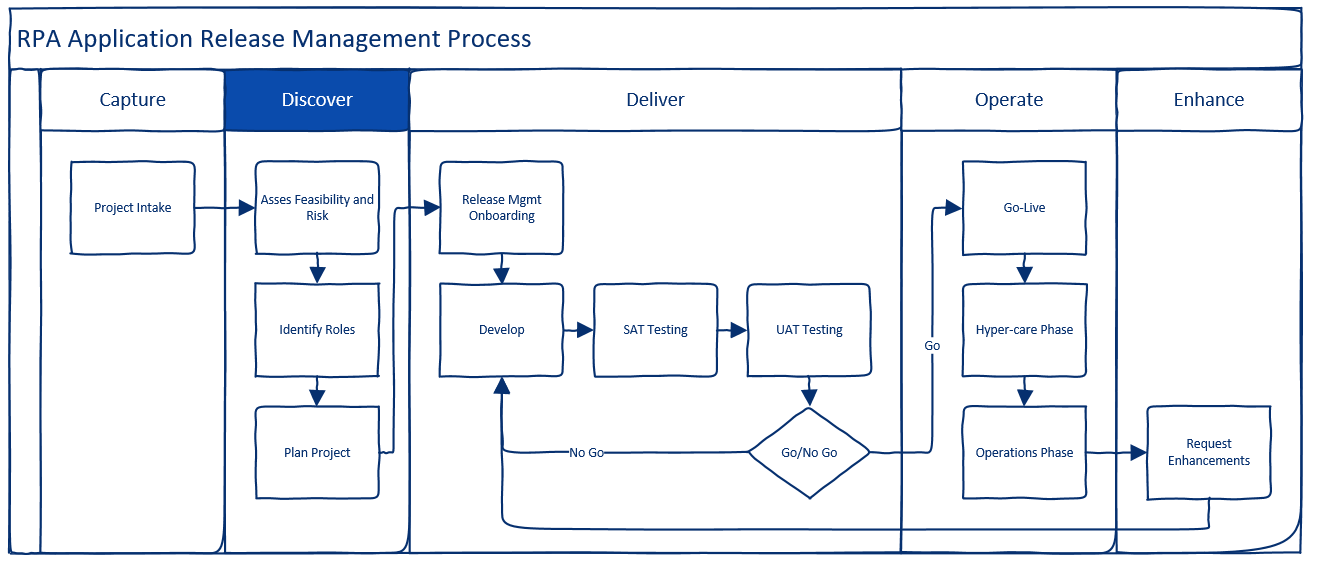 RPA Application Release Management Process
Capture
Discover
Deliver
Operate
Enhance
Project Intake
Asses Feasibility and
Risk
Identify Roles
Plan Project
Release Mgmt
Onboarding
Develop
SAT Testing
UAT Testing
Go/No Go
No Go
Go
Go-Live
Hyper-care Phase
Operations Phase
Request
Enhancements